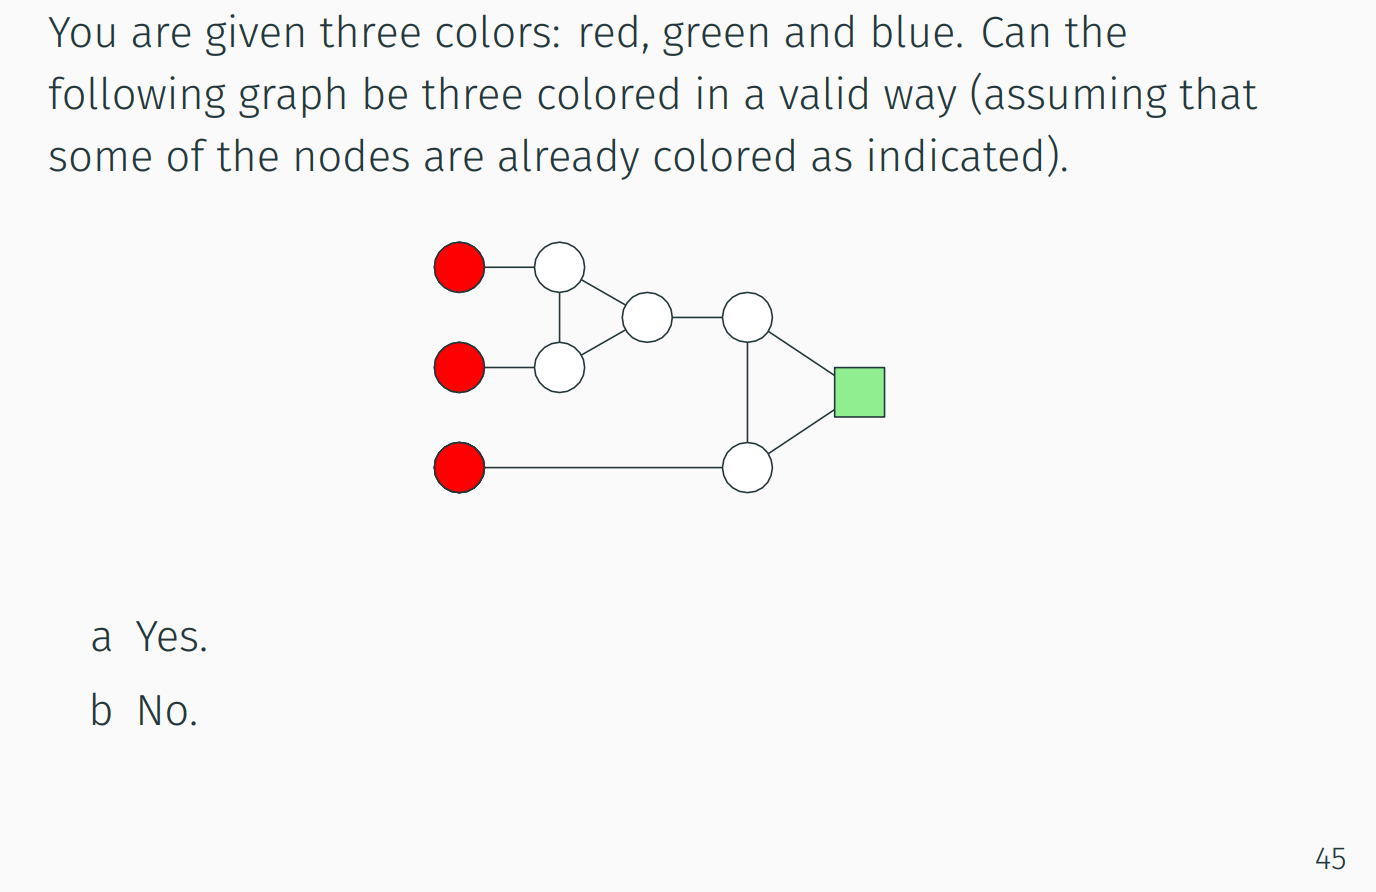 You are given three colors: red, green and blue. Can the
following graph be three colored in a valid way (assuming that
some of the nodes are already colored as indicated).
a Yes.
b No.
45